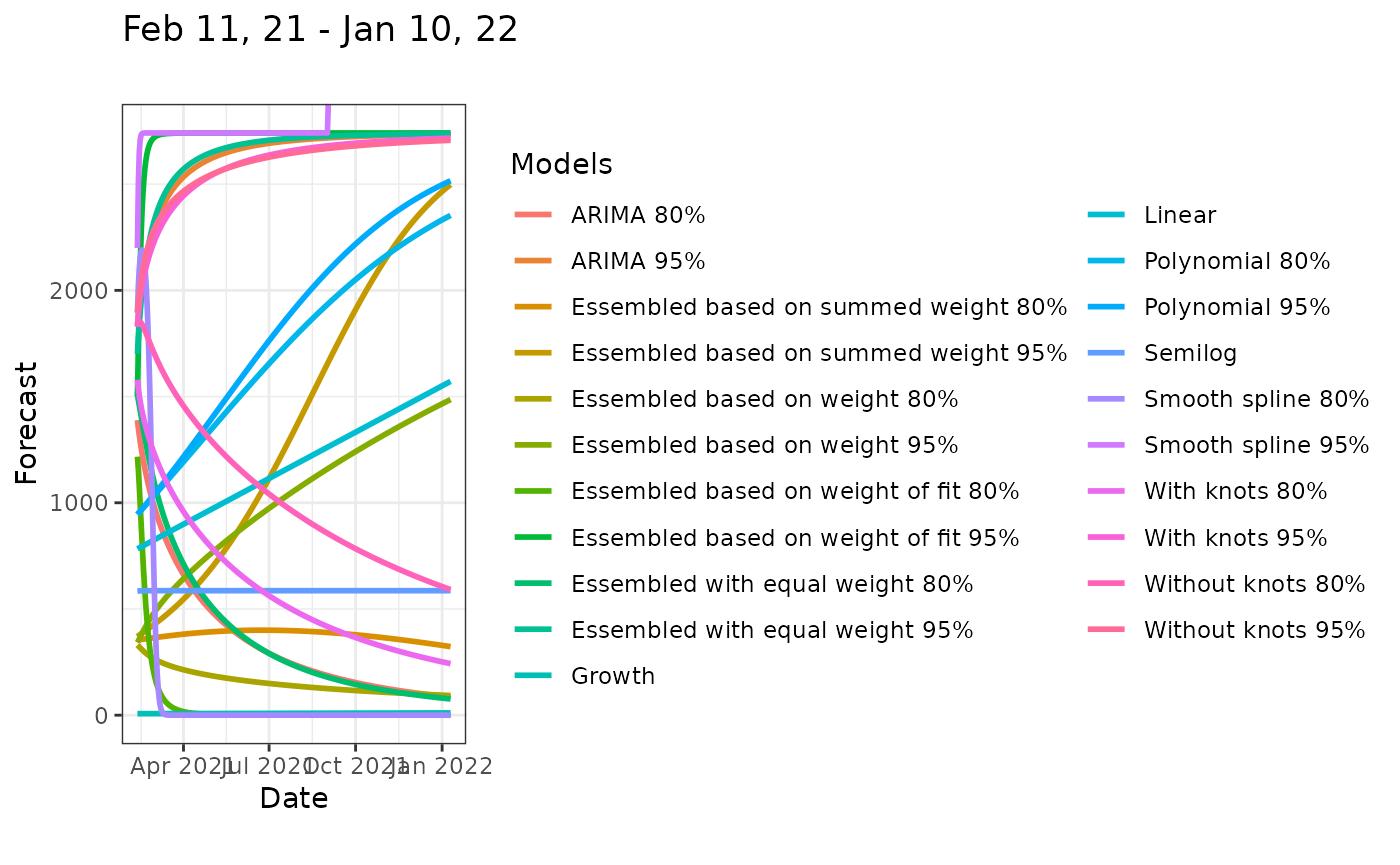 Feb 11, 21 - Jan 10, 22
Forecast
2000
1000
0
Apr 2021 Jul 2021 Oct 2021 Jan 2022
Date
Models
ARIMA 80%
ARIMA 95%
Essembled based on summed weight 80%
Essembled based on summed weight 95%
Essembled based on weight 80%
Essembled based on weight 95%
Essembled based on weight of fit 80%
Essembled based on weight of fit 95%
Essembled with equal weight 80%
Essembled with equal weight 95%
Growth
Linear
Polynomial 80%
Polynomial 95%
Semilog
Smooth spline 80%
Smooth spline 95%
With knots 80%
With knots 95%
Without knots 80%
Without knots 95%